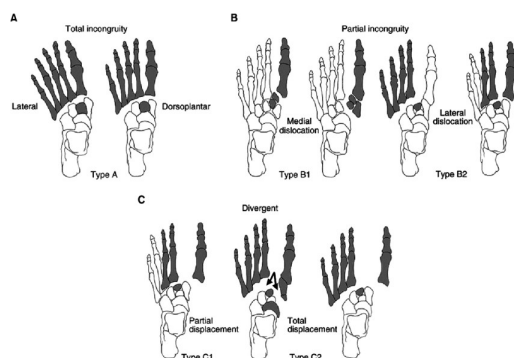 A
Total incongruity
Lateral
Dorsoplantar
Type A
B
Partial incongruity
Medial
dislocation
Lateral
dislocation
Type B1
Type B2
C
Divergent
Partial
displacement
Total
displacement
Type C1
Type C2